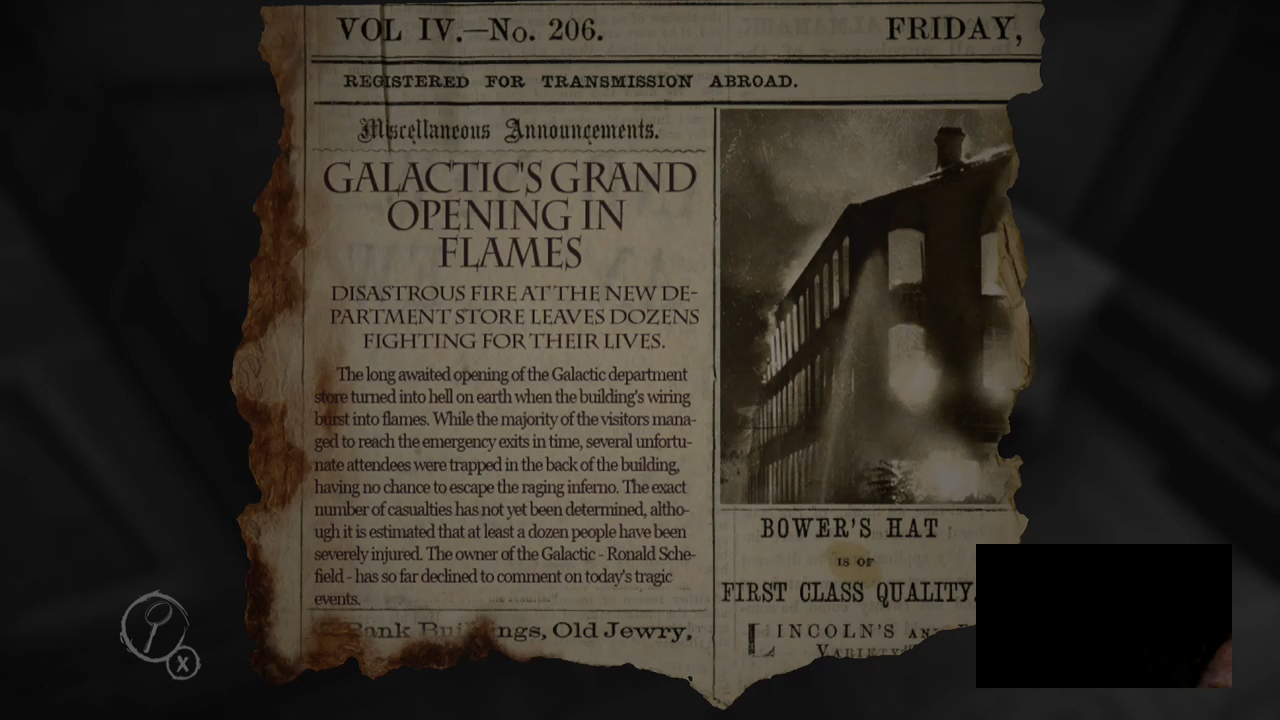 VOL IV.—No. 206.
FRIDAY,
REGISTERED FOR TRANSMISSION ABROAD.
Miscellaneous Announcements.
GALACTIC'S GRAND
OPENING IN
FLAMES
DISASTROUS FIRE AT THE NEW DE-
PARTMENT STORE LEAVES DOZENS
FIGHTING FOR THEIR LIVES.
The long awaited opening of the Galactic department
store turned into hell on earth when the building's wiring
burst into flames. While the majority of the visitors mana-
ged to reach the emergency exits in time, several unfortu-
nate attendees were trapped in the back of the building,
having no chance to escape the raging inferno. The exact
number of casualties has not yet been determined, altho-
ugh it is estimated that at least a dozen people have been
severely injured. The owner of the Galactic - Ronald Sche-
field - has so far declined to comment on today's tragic
events.
Bank Buildings, Old Jewry,
BOWER'S HAT
IS OF
FIRST CLASS QUALITY.
LINCOLN'S AN
VARIETY
X